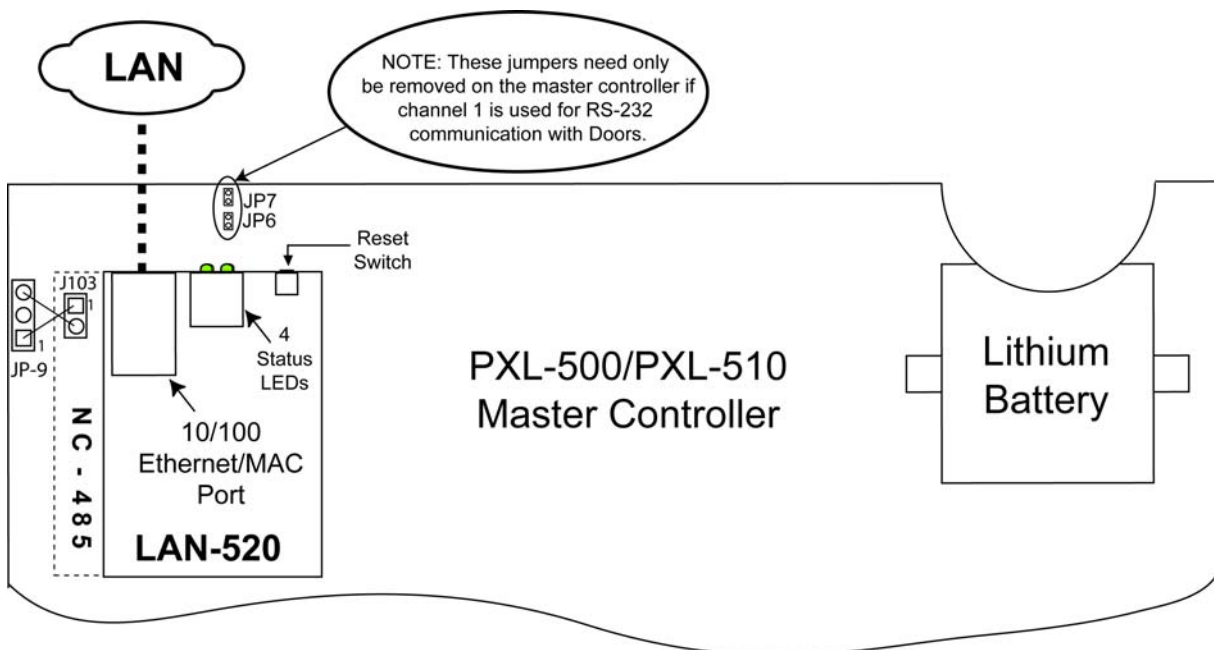 LAN
NOTE: These jumpers need only
be removed on the master controller if
channel 1 is used for RS-232
communication with Doors.
JP7
JP6
Reset
Switch
J103
1
1
JP-9
4
Status
LEDs
10/100
Ethernet/MAC
Port
NC-485
LAN-520
PXL-500/PXL-510
Master Controller
Lithium
Battery